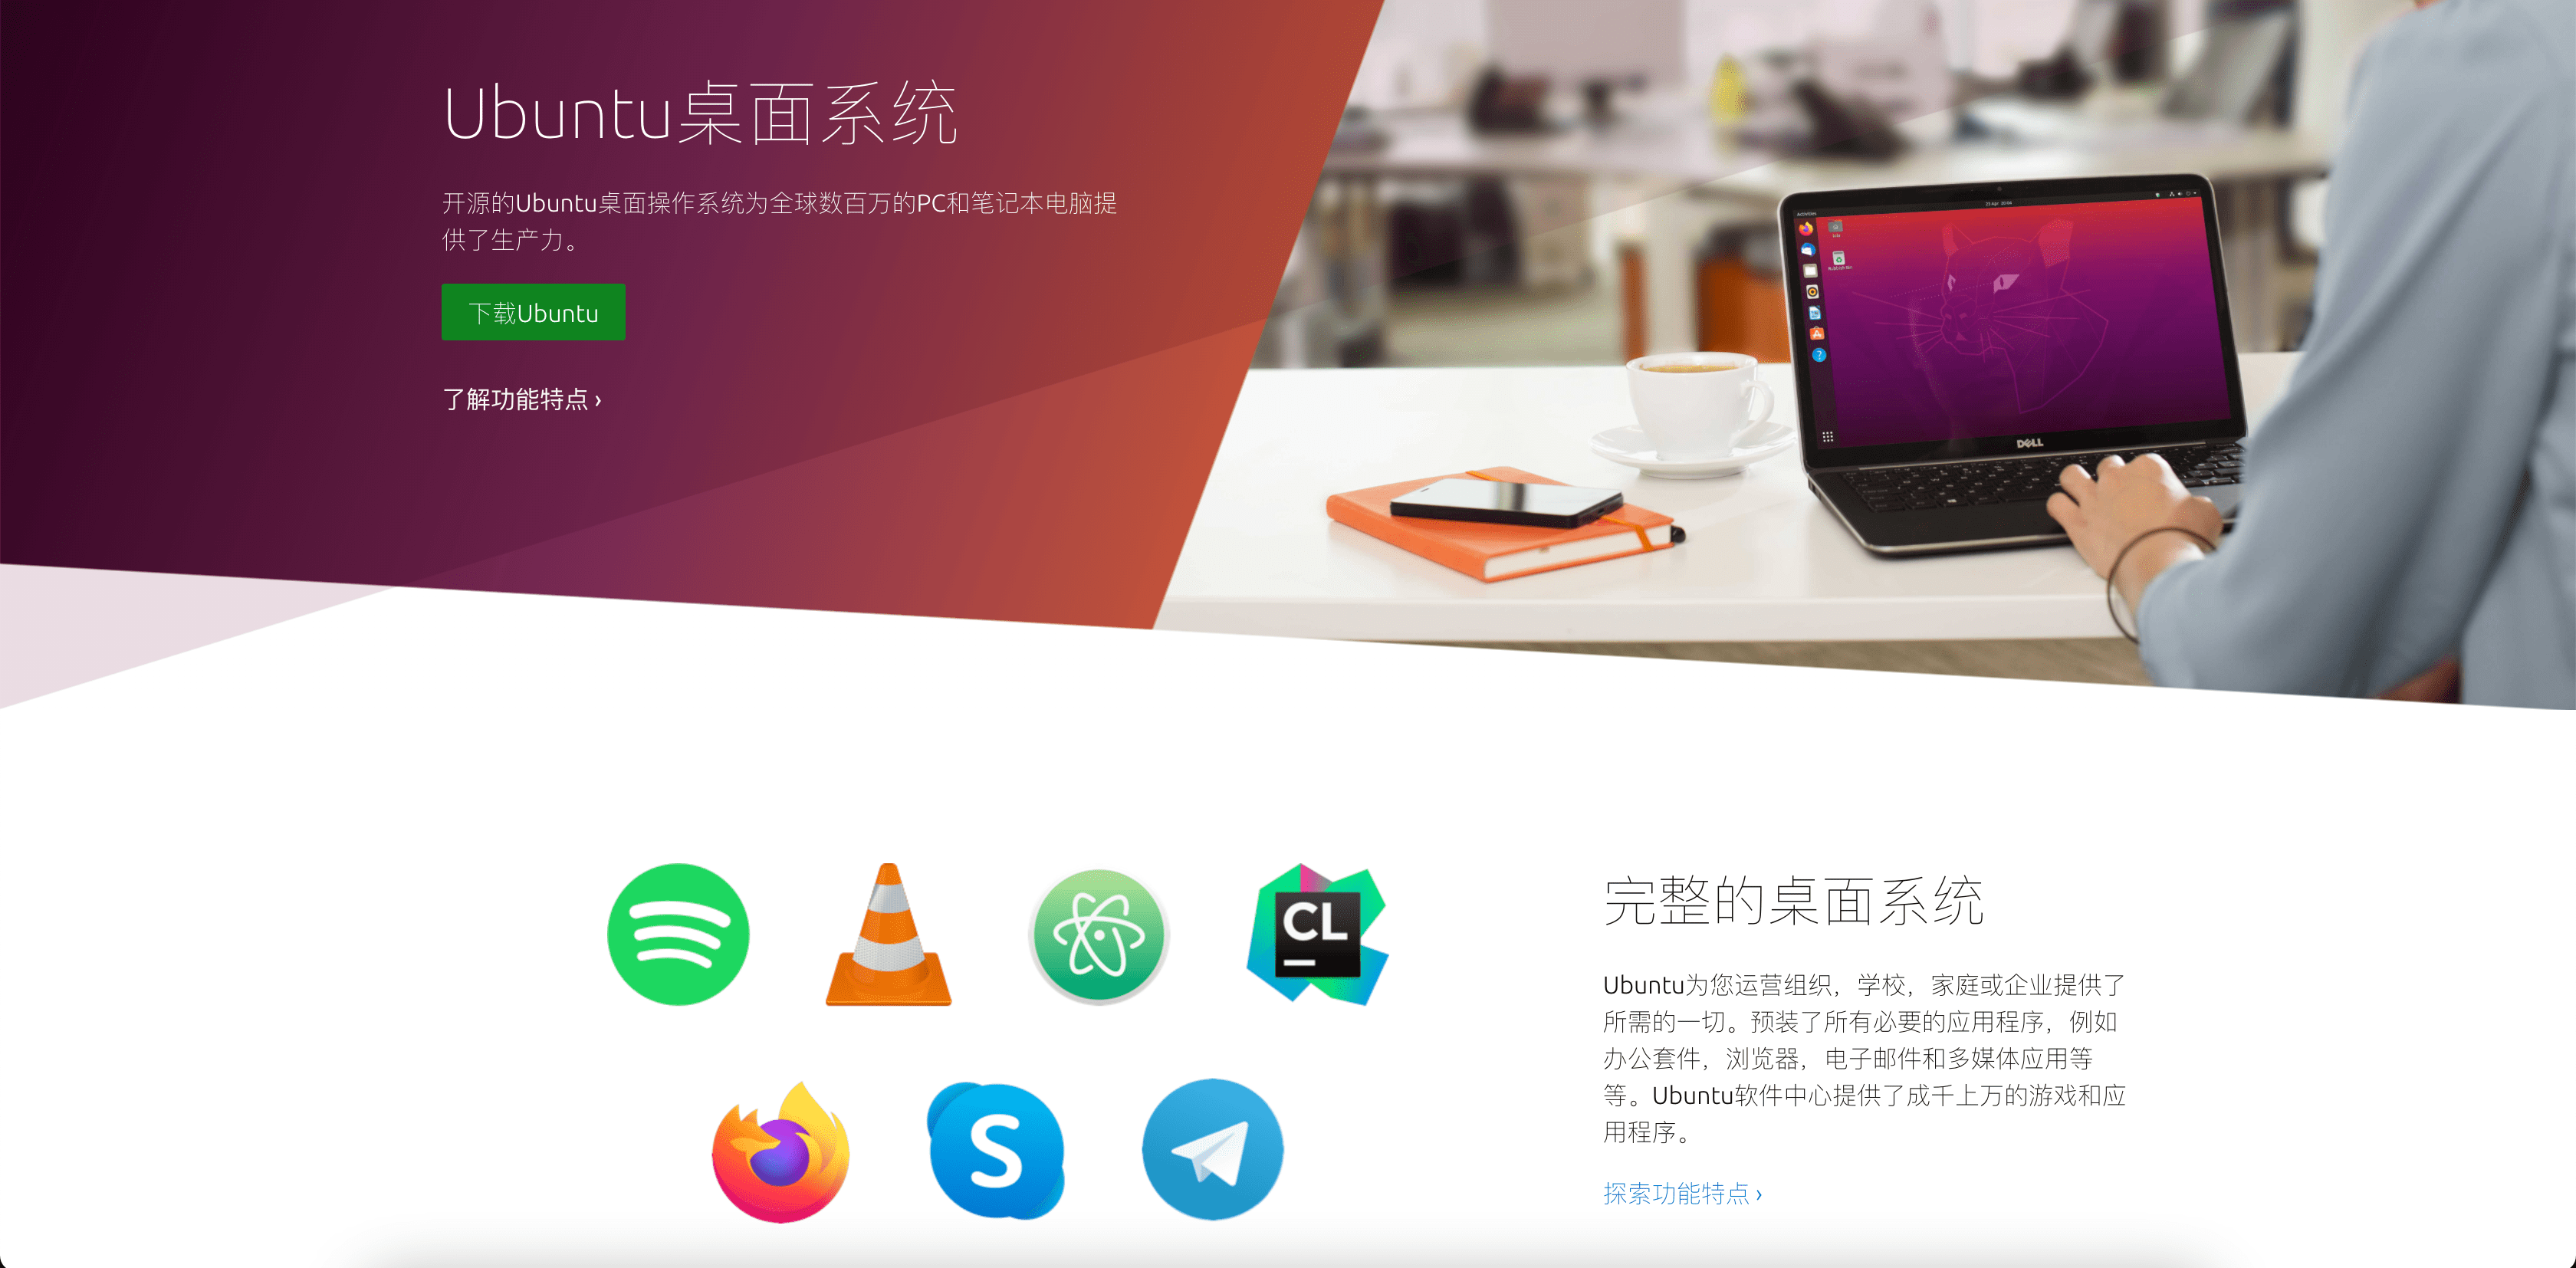 Ubuntu桌面系统
开源的Ubuntu桌面操作系统为全球数百万的PC和笔记本电脑提
供了生产力。
下载Ubuntu
了解功能特点 ›
DELL
CL
完整的桌面系统
Ubuntu为您运营组织，学校，家庭或企业提供了
所需的一切。预装了所有必要的应用程序，例如
办公套件，浏览器，电子邮件和多媒体应用等
等。Ubuntu软件中心提供了成千上万的游戏和应
用程序。
S
探索功能特点 ›